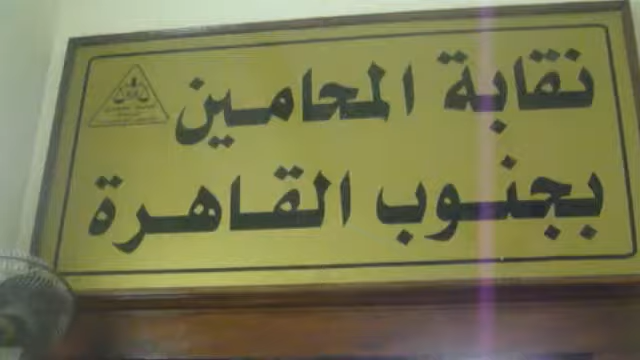 نقابة المحامين
بجنوب القاهرة